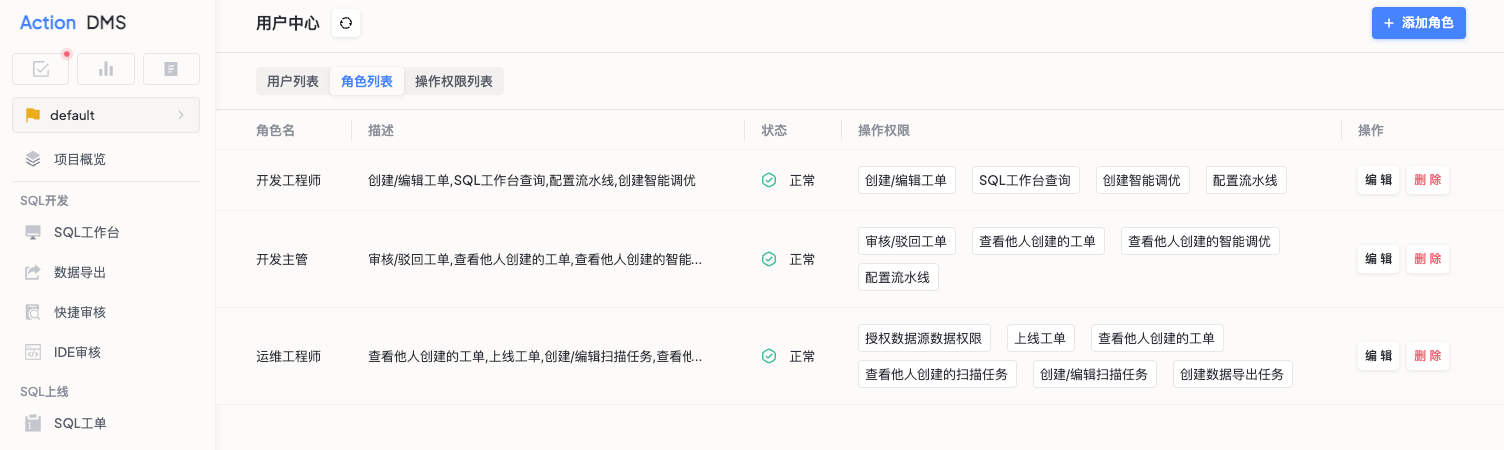 Action DMS
用户中心
添加角色
default
项目概览
SQL开发
SQL工作台
数据导出
快捷审核
IDE审核
SQL上线
SQL工单
用户列表 角色列表 操作权限列表
角色名 描述 状态 操作权限 操作
开发工程师 创建/编辑工单,SQL工作台查询,配置流水线,创建智能调优 正常 创建/编辑工单 SQL工作台查询 创建智能调优 配置流水线 编 辑 删 除
开发主管 审核/驳回工单,查看他人创建的工单,查看他人创建的智能... 正常 审核/驳回工单 查看他人创建的工单 查看他人创建的智能调优 编 辑 删 除
配置流水线
运维工程师 查看他人创建的工单,上线工单,创建/编辑扫描任务,查看他... 正常 授权数据源数据权限 上线工单 查看他人创建的工单 编 辑 删 除
查看他人创建的扫描任务 创建/编辑扫描任务 创建数据导出任务